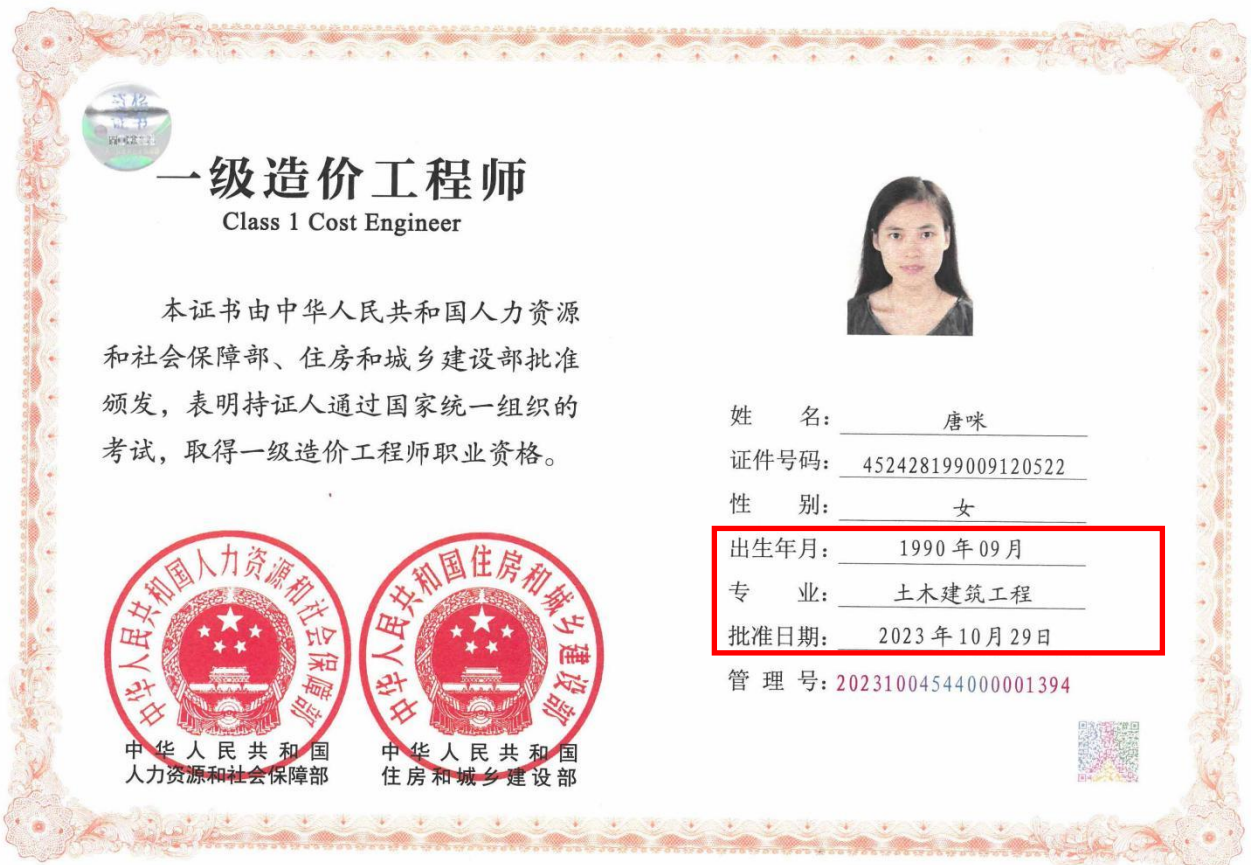 资格
证书
一级造价工程师
Class 1 Cost Engineer
本证书由中华人民共和国人力资源
和社会保障部、住房和城乡建设部批准
颁发，表明持证人通过国家统一组织的
考试，取得一级造价工程师职业资格。
姓 名： 唐咪
证件号码： 452428199009120522
性 别： 女
出生年月： 1990年09月
专 业： 土木建筑工程
批准日期： 2023年10月29日
管 理 号： 20231004544000001394
中华人民共和国人力资源和社会保障部
中华人民共和国住房和城乡建设部
中华人民共和国
人力资源和社会保障部
中华人民共和国
住房和城乡建设部